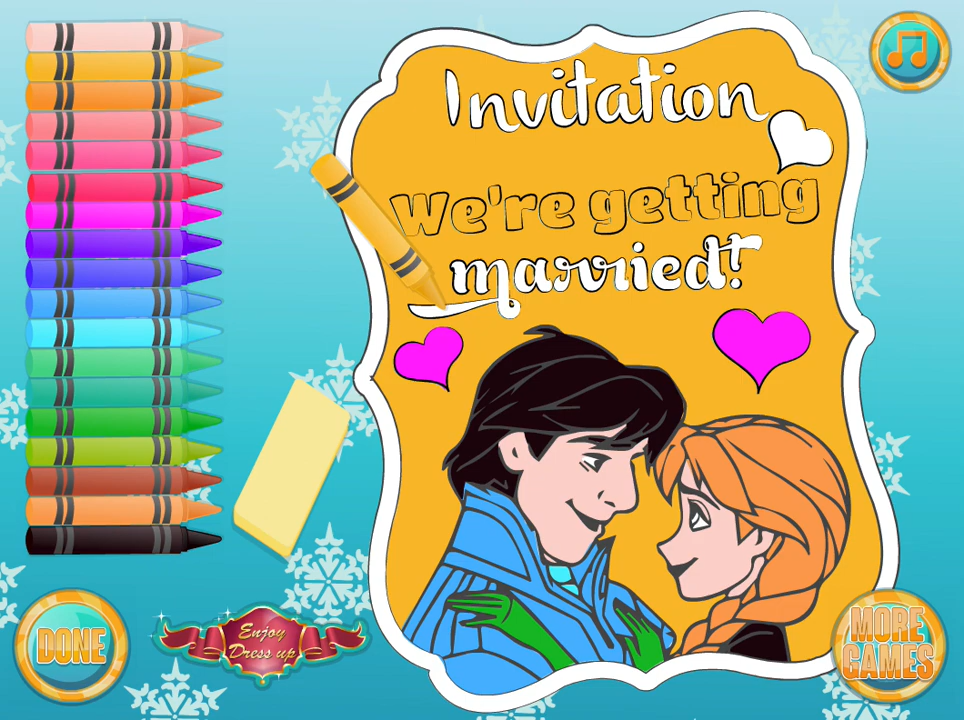 Invitation
We're getting
married!
DONE
Enjoy
Dress up
MORE
GAMES